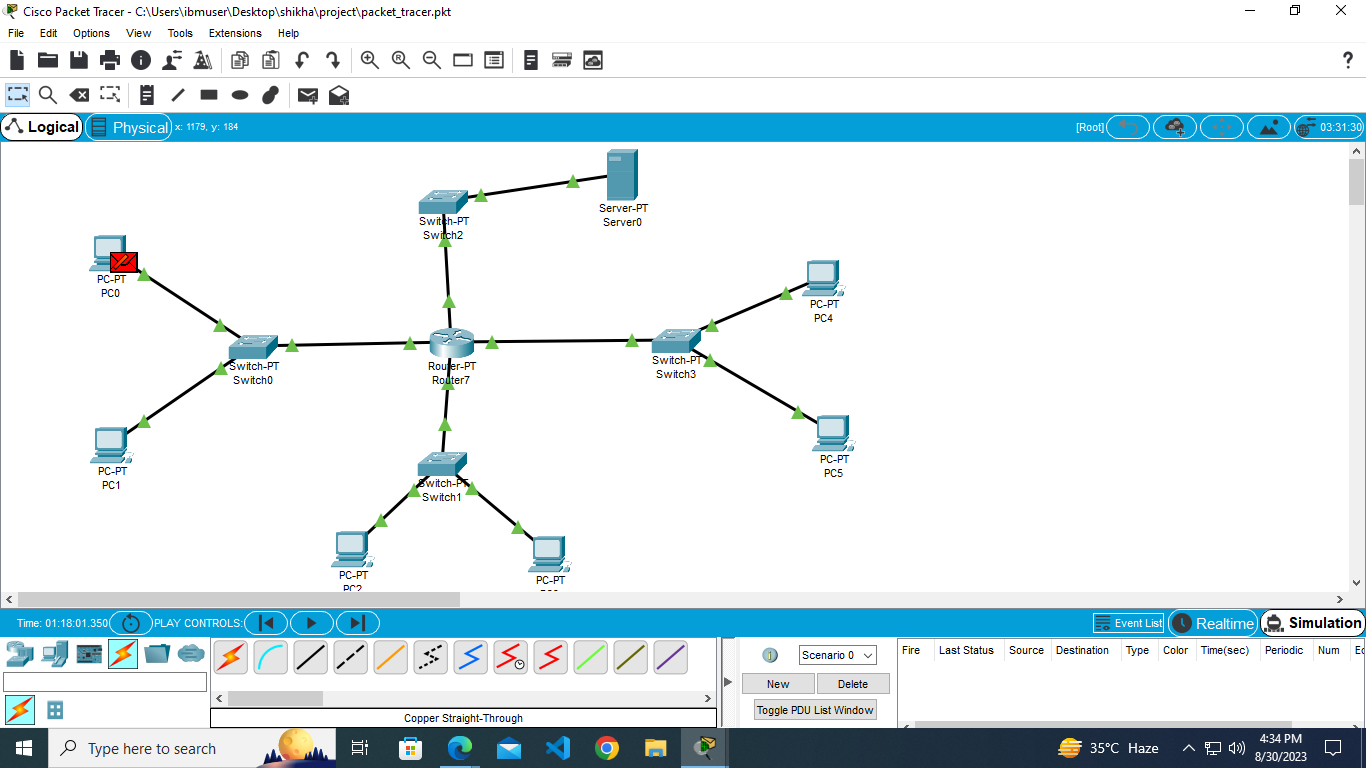 Cisco Packet Tracer - C:\Users\ibmuser\Desktop\shikha\project\packet_tracer.pkt
File Edit Options View Tools Extensions Help
Logical Physical x: 1179, y: 184 [Root] 03:31:30
Server-PT
Server0
Switch-PT
Switch2
PC-PT
PC0
PC-PT
PC4
Switch-PT
Switch0
Router-PT
Router7
Switch-PT
Switch3
PC-PT
PC1
PC-PT
PC5
Switch-PT
Switch1
PC-PT
PC2
PC-PT
Time: 01:18:01.350 PLAY CONTROLS: Event List Realtime Simulation
Scenario 0
New Delete
Toggle PDU List Window
Fire Last Status Source Destination Type Color Time(sec) Periodic Num
Copper Straight-Through
Type here to search
35°C Haze
4:34 PM
8/30/2023